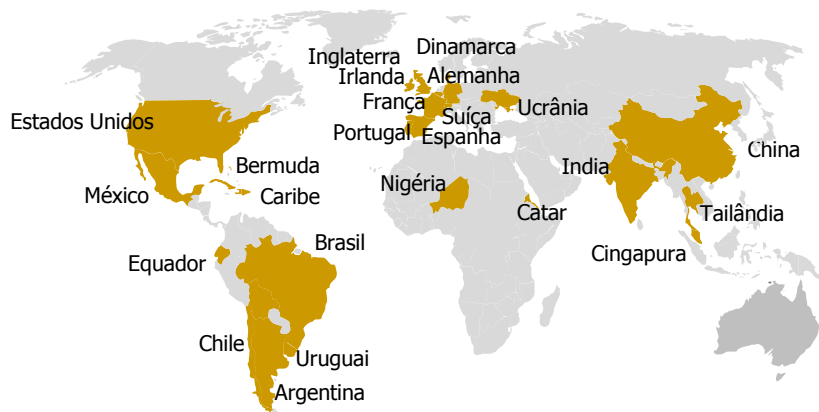 Dinamarca
Inglaterra
Irlanda
Alemanha
França
Ucrânia
Suíça
Estados Unidos
Portugal
Espanha
China
Bermuda
India
Nigéria
México
Caribe
Catar
Tailândia
Brasil
Cingapura
Equador
Chile
Uruguai
Argentina